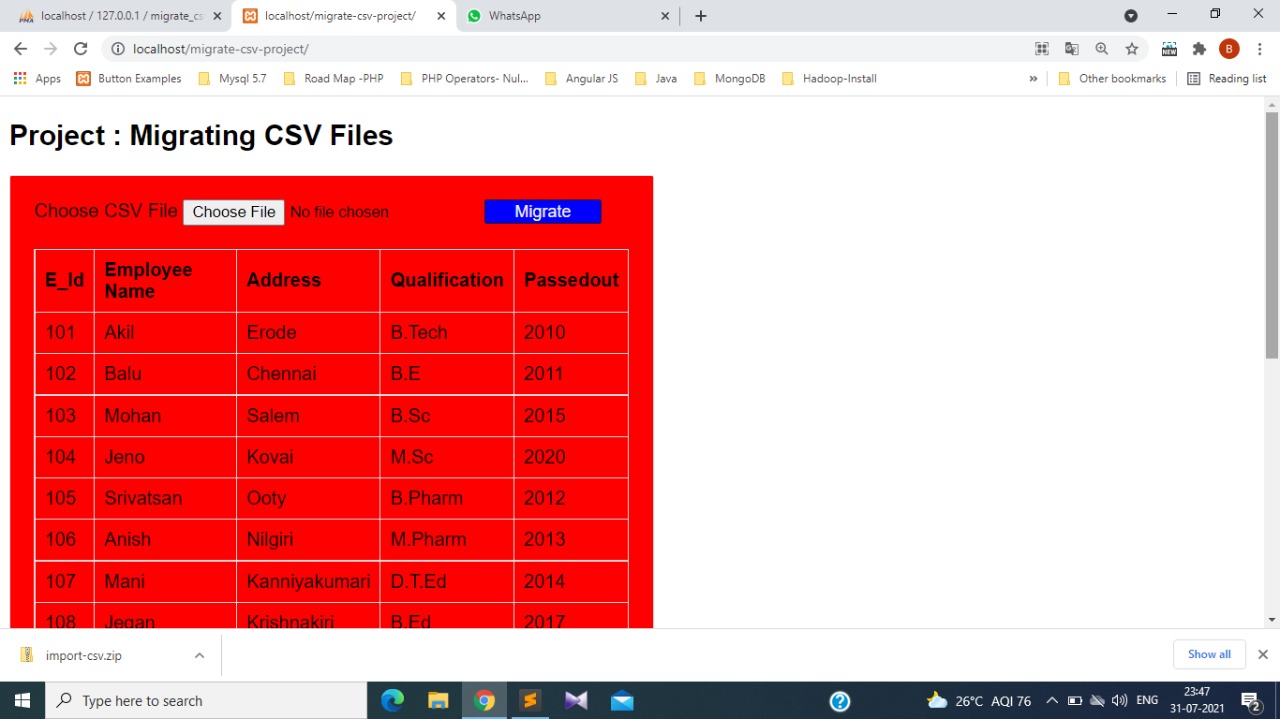 localhost / 127.0.0.1 / migrate_cs
localhost/migrate-csv-project/
WhatsApp
localhost/migrate-csv-project/
NEW
B
Apps
Button Examples
Mysql 5.7
Road Map -PHP
PHP Operators- Nul...
Angular JS
Java
MongoDB
Hadoop-Install
»
Other bookmarks
Reading list
Project : Migrating CSV Files
Choose CSV File Choose File No file chosen Migrate
E_Id Employee Name Address Qualification Passedout
101 Akil Erode B.Tech 2010
102 Balu Chennai B.E 2011
103 Mohan Salem B.Sc 2015
104 Jeno Kovai M.Sc 2020
105 Srivatsan Ooty B.Pharm 2012
106 Anish Nilgiri M.Pharm 2013
107 Mani Kanniyakumari D.T.Ed 2014
108 Jegan Krishnakiri B.Ed 2017
import-csv.zip
Show all
Type here to search
26°C AQI 76
ENG
23:47
31-07-2021
2